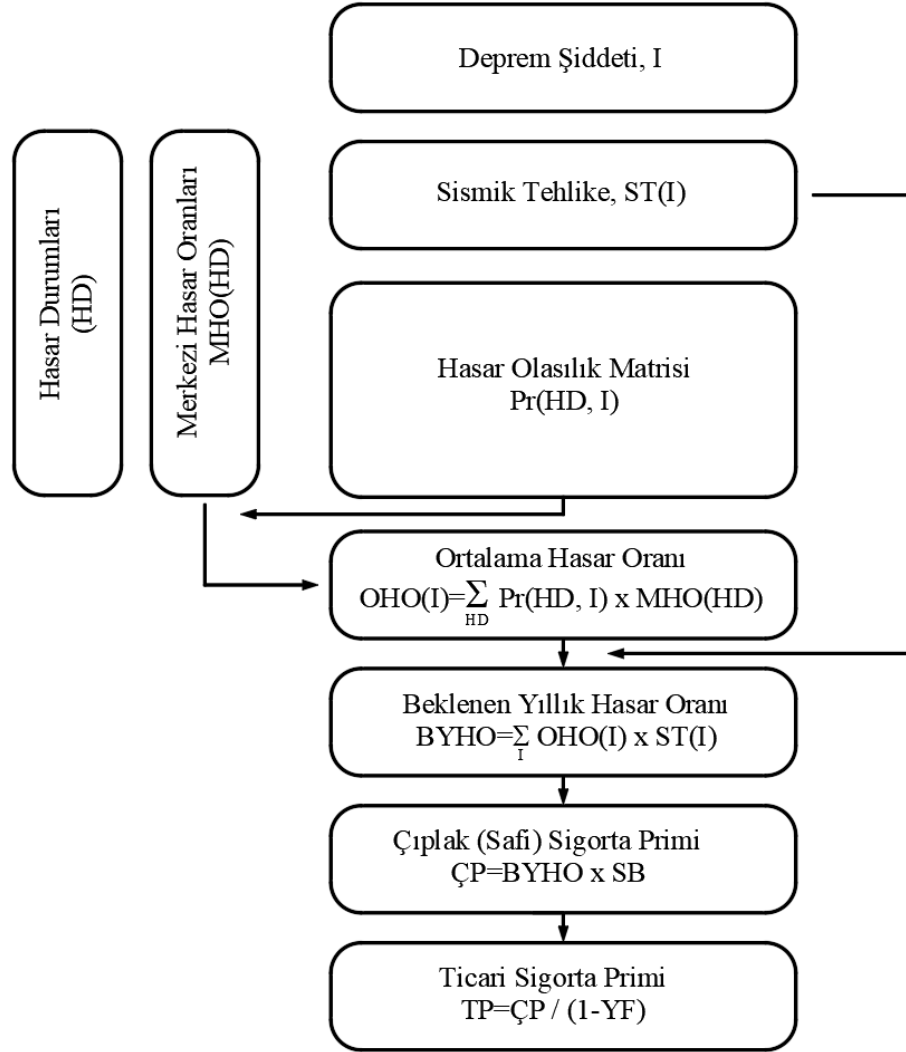 Deprem Şiddeti, I
Sismik Tehlike, ST(I)
Hasar Durumları
(HD)
Merkezi Hasar Oranları
MHO(HD)
Hasar Olasılık Matrisi
Pr(HD, I)
Ortalama Hasar Oranı
OHO(I)=∑ Pr(HD, I) x MHO(HD)
HD
Beklenen Yıllık Hasar Oranı
BYHO=∑ OHO(I) x ST(I)
I
Çıplak (Safi) Sigorta Primi
ÇP=BYHO x SB
Ticari Sigorta Primi
TP=ÇP / (1-YF)